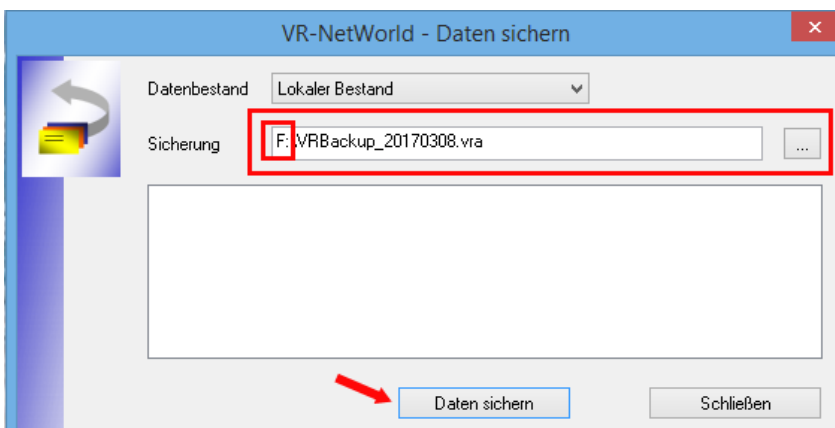 VR-NetWorld - Daten sichern
Datenbestand Lokaler Bestand
Sicherung F:\VRBackup_20170308.vra ...
Daten sichern Schließen